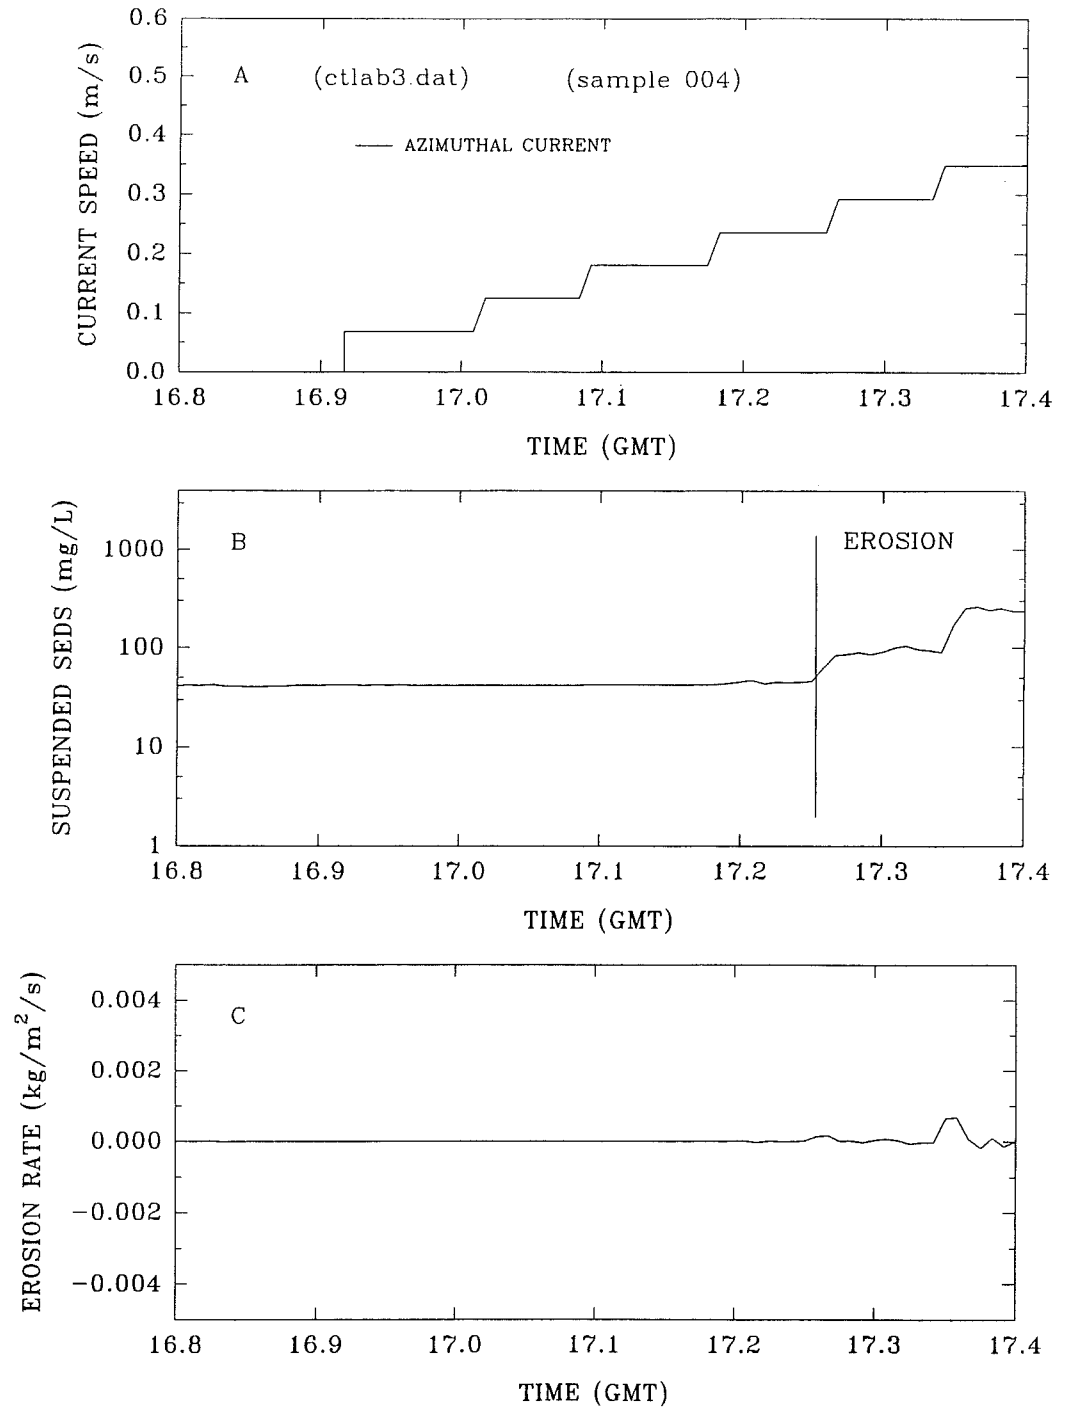 0.6
0.5
0.4
0.3
0.2
0.1
0.0
CURRENT SPEED (m/s)
A (ctlab3.dat) (sample 004)
AZIMUTHAL CURRENT
16.8 16.9 17.0 17.1 17.2 17.3 17.4
TIME (GMT)
1000
100
10
1
SUSPENDED SEDS (mg/L)
B EROSION
16.8 16.9 17.0 17.1 17.2 17.3 17.4
TIME (GMT)
0.004
0.002
0.000
−0.002
−0.004
EROSION RATE (kg/m²/s)
C
16.8 16.9 17.0 17.1 17.2 17.3 17.4
TIME (GMT)